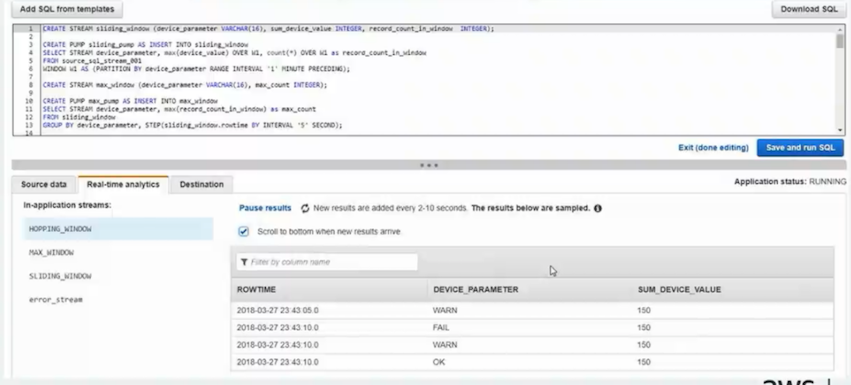 Add SQL from templates
Download SQL
1 CREATE STREAM sliding_window (device_parameter VARCHAR(16), sum_device_value INTEGER, record_count_in_window INTEGER);
2
3 CREATE PUMP sliding_pump AS INSERT INTO sliding_window
4 SELECT STREAM device_parameter, max(device_value) OVER W1, count(*) OVER W1 as record_count_in_window
5 FROM source_sql_stream_001
6 WINDOW W1 AS (PARTITION BY device_parameter RANGE INTERVAL '1' MINUTE PRECEDING);
7
8 CREATE STREAM max_window (device_parameter VARCHAR(16), max_count INTEGER);
9
10 CREATE PUMP max_pump AS INSERT INTO max_window
11 SELECT STREAM device_parameter, max(record_count_in_window) as max_count
12 FROM sliding_window
13 GROUP BY device_parameter, STEP(sliding_window.rowtime BY INTERVAL '5' SECOND);
14
Exit (done editing) Save and run SQL
Source data Real-time analytics Destination Application status: RUNNING
In-application streams:
Pause results New results are added every 2-10 seconds. The results below are sampled.
HOPPING_WINDOW
Scroll to bottom when new results arrive
MAX_WINDOW
Filter by column name
SLIDING_WINDOW
ROWTIME DEVICE_PARAMETER SUM_DEVICE_VALUE
error_stream
2018-03-27 23:43:05.0 WARN 150
2018-03-27 23:43:10.0 FAIL 150
2018-03-27 23:43:10.0 WARN 150
2018-03-27 23:43:10.0 OK 150
aws